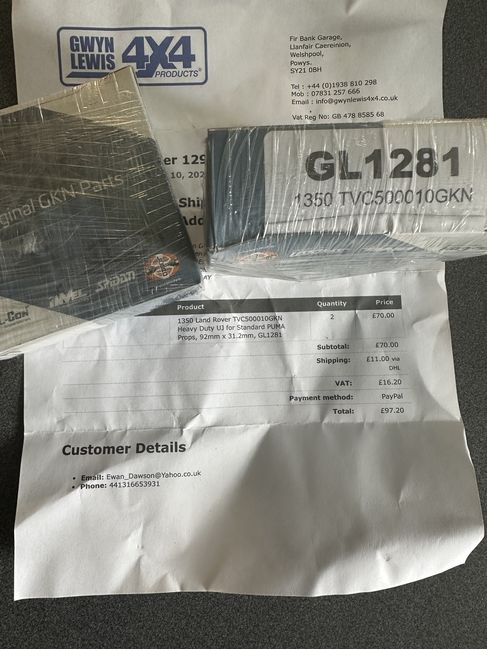 GWYN
LEWIS
4X4
PRODUCTS
Fir Bank Garage,
Llanfair Caereinion,
Welshpool,
Powys.
SY21 0BH
Tel : +44 (0)1938 810 298
Mob : 07831 257 666
Email : info@gwynlewis4x4.co.uk
Vat Reg No: GB 478 8585 68
GKN Parts
GL1281
1350 TVC500010GKN
Product Quantity Price
1350 Land Rover TVC500010GKN 2 £70.00
Heavy Duty UJ for Standard PUMA
Props, 92mm x 31.2mm, GL1281
Subtotal: £70.00
Shipping: £11.00 via
DHL
VAT: £16.20
Payment method: PayPal
Total: £97.20
Customer Details
• Email: Ewan_Dawson@Yahoo.co.uk
• Phone: 441316653931